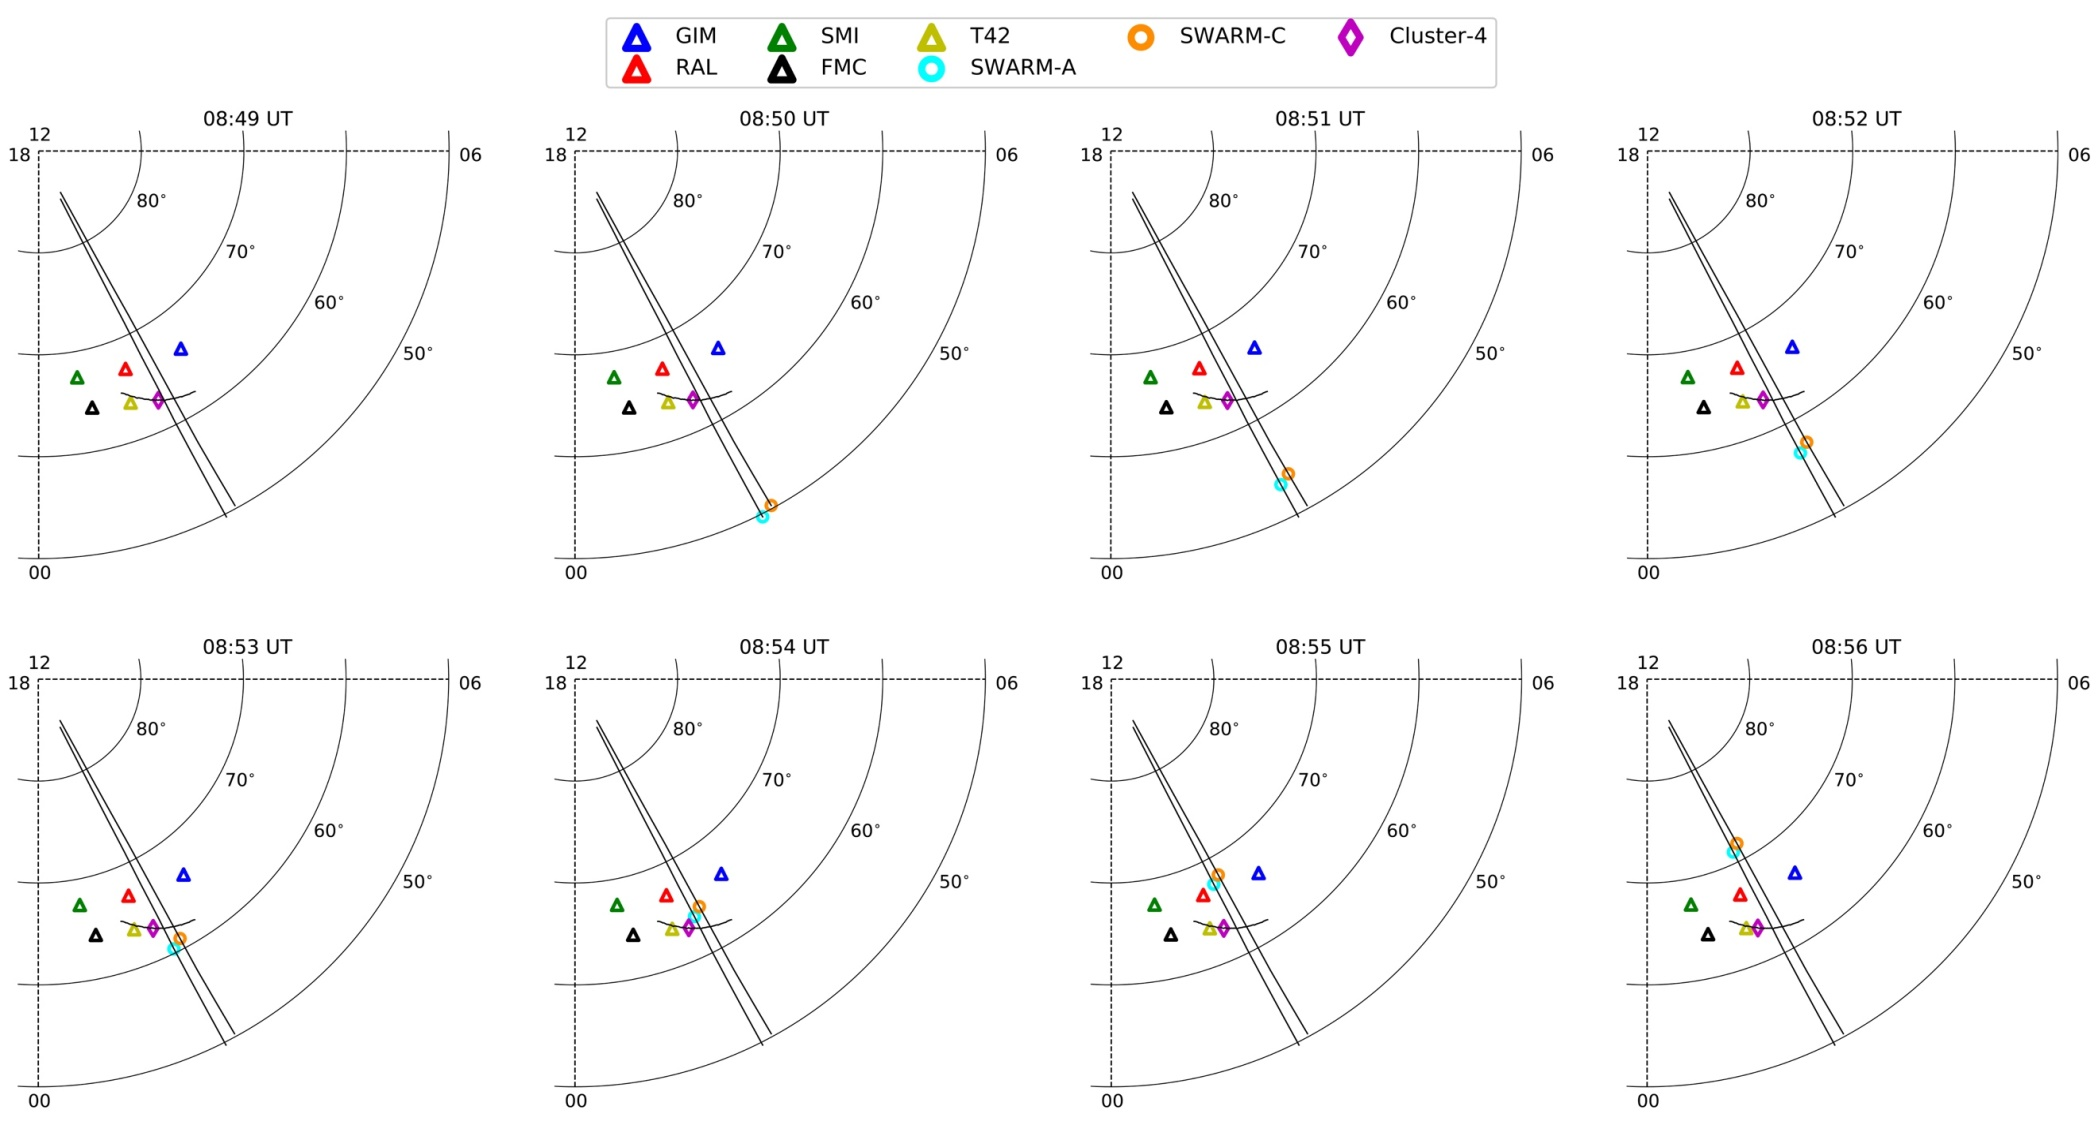 GIM SMI T42 SWARM-C Cluster-4
RAL FMC SWARM-A
08:49 UT 08:50 UT 08:51 UT 08:52 UT
12 12 12 12
18 06 18 06 18 06 18 06
80° 80° 80° 80°
70° 70° 70° 70°
60° 60° 60° 60°
50° 50° 50° 50°
00 00 00 00
08:53 UT 08:54 UT 08:55 UT 08:56 UT
12 12 12 12
18 06 18 06 18 06 18 06
80° 80° 80° 80°
70° 70° 70° 70°
60° 60° 60° 60°
50° 50° 50° 50°
00 00 00 00